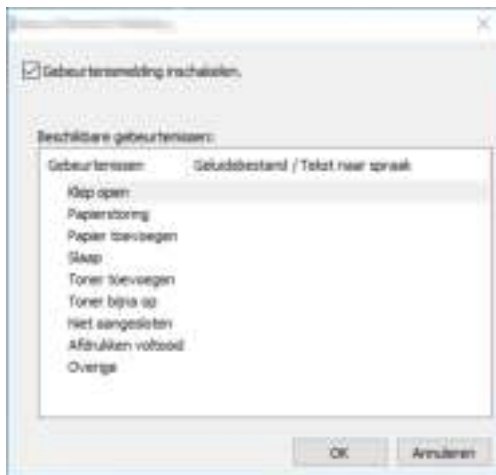 Gebeurtenismelding inschakelen.
Beschikbare gebeurtenissen:
Gebeurtenissen Geluidsbestand / Tekst naar spraak
Klep open
Papierstoring
Papier toevoegen
Slaap
Toner toevoegen
Toner bijna op
Niet aangesloten
Afdrukken voltooid
Overige
OK Annuleren